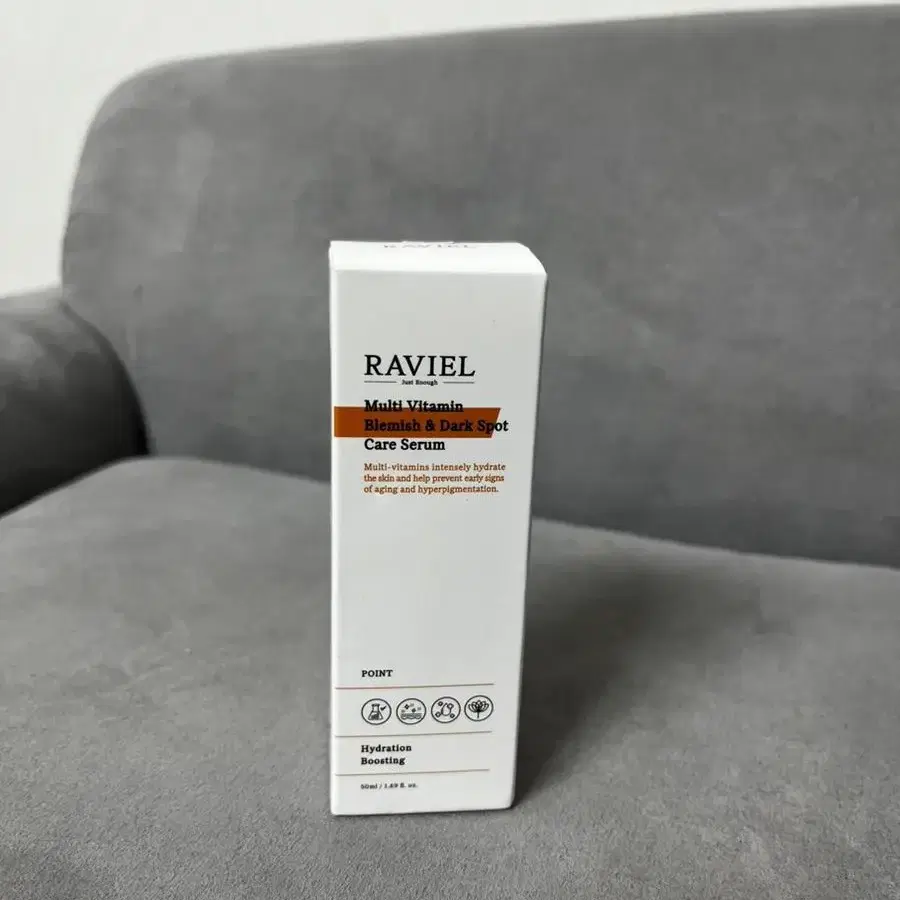 RAVIEL
RAVIEL
Just Enough
Multi Vitamin
Blemish & Dark Spot
Care Serum
Multi-vitamins intensely hydrate
the skin and help prevent early signs
of aging and hyperpigmentation.
POINT
Hydration
Boosting
50ml / 1.69 fl. oz.